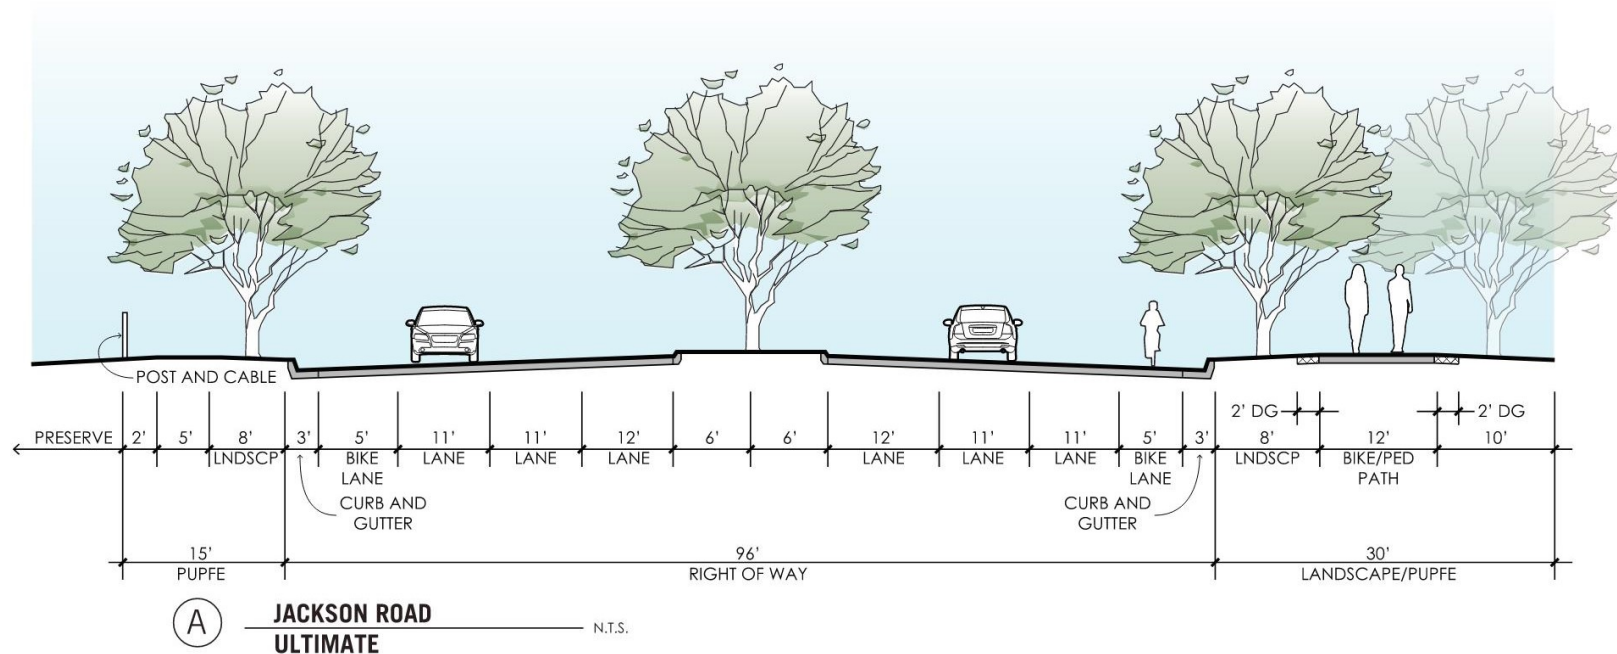 POST AND CABLE
2' DG
2' DG
PRESERVE 2' 5' 8' 3' 5' 11' 11' 12' 6' 6' 12' 11' 11' 5' 3' 8' 12' 10'
LNDSCP BIKE LANE LANE LANE LANE LANE LANE LANE BIKE LANE LNDSCP BIKE/PED PATH
CURB AND
GUTTER
CURB AND
GUTTER
15' 96' 30'
PUPFE RIGHT OF WAY LANDSCAPE/PUPFE
A JACKSON ROAD
ULTIMATE
N.T.S.